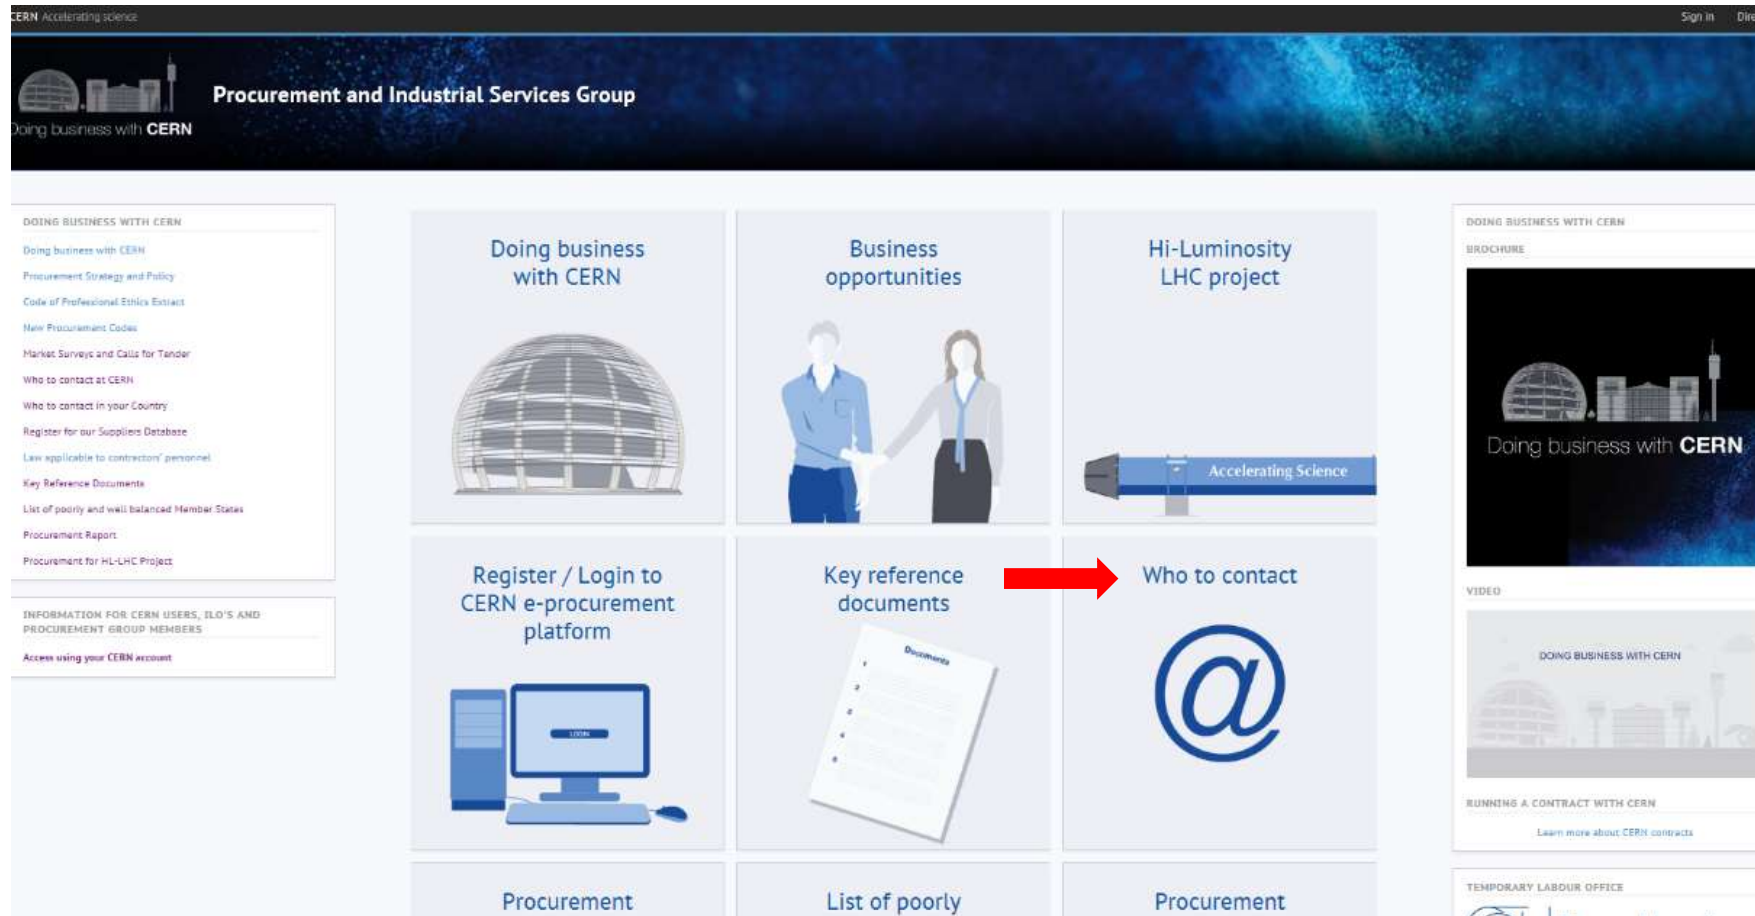 CERN Accelerating science
Sign in Dire
Doing business with CERN
Procurement and Industrial Services Group
DOING BUSINESS WITH CERN
Doing business with CERN
Procurement Strategy and Policy
Code of Professional Ethics Extract
New Procurement Codes
Market Surveys and Calls for Tender
Who to contact at CERN
Who to contact in your Country
Register for our Suppliers Database
Law applicable to contractors' personnel
Key Reference Documents
List of poorly and well balanced Member States
Procurement Report
Procurement for HL-LHC Project
INFORMATION FOR CERN USERS, ILO'S AND
PROCUREMENT GROUP MEMBERS
Access using your CERN account
Doing business
with CERN
Business
opportunities
Hi-Luminosity
LHC project
Accelerating Science
Register / Login to
CERN e-procurement
platform
LOGIN
Key reference
documents
Documents
1
2
3
4
5
Who to contact
@
Procurement
List of poorly
Procurement
DOING BUSINESS WITH CERN
BROCHURE
Doing business with CERN
VIDEO
DOING BUSINESS WITH CERN
RUNNING A CONTRACT WITH CERN
Learn more about CERN contracts
TEMPORARY LABOUR OFFICE